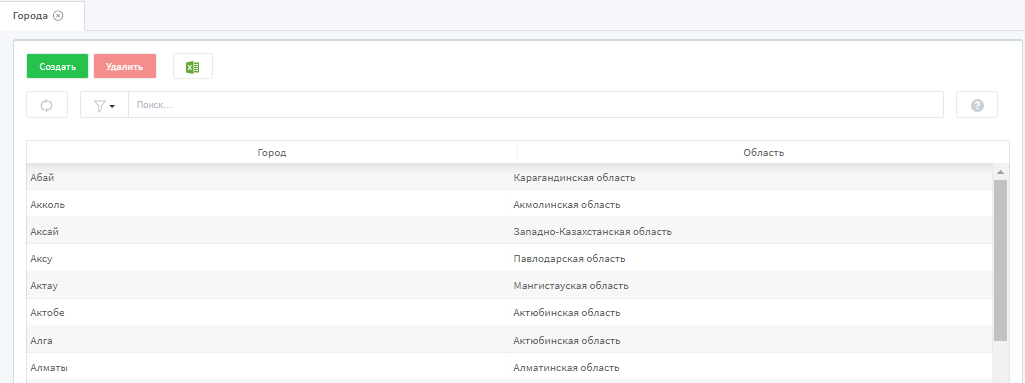 Города
Создать Удалить
Поиск...
Город Область
Абай Карагандинская область
Акколь Акмолинская область
Аксай Западно-Казахстанская область
Аксу Павлодарская область
Актау Мангистауская область
Актобе Актюбинская область
Алга Актюбинская область
Алматы Алматинская область